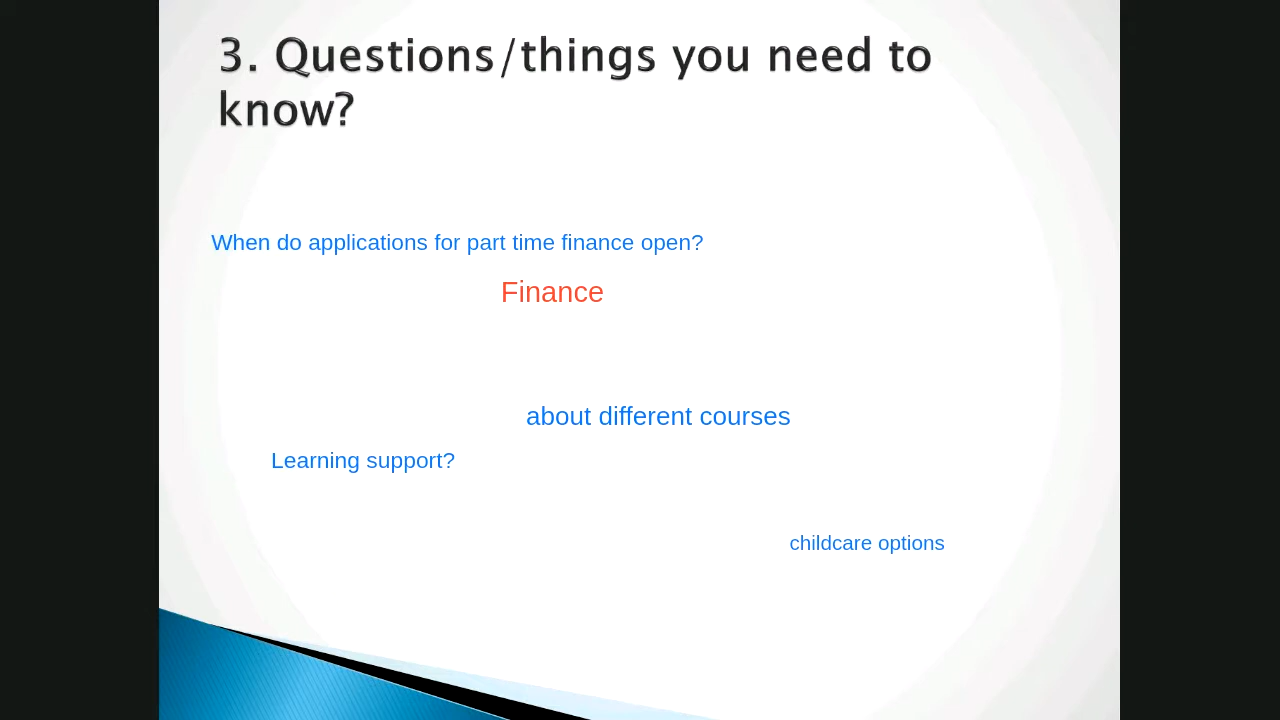 3. Questions/things you need to
know?
When do applications for part time finance open?
Finance
about different courses
Learning support?
childcare options